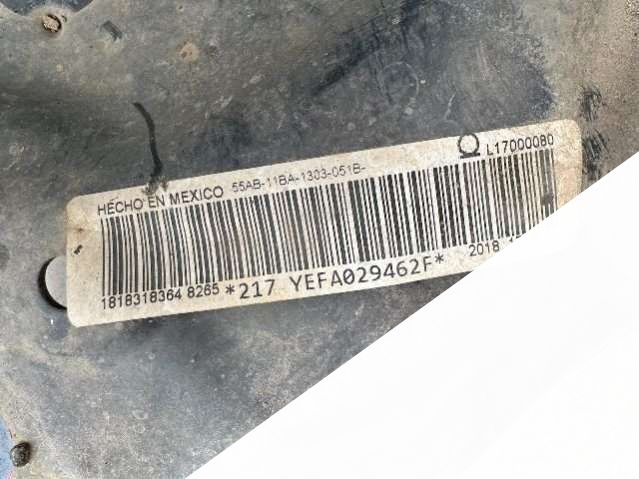 HECHO EN MEXICO 55AB-11BA-1303-051B- L17000080
1818318364 8265 *217 YEFA029462F* 2018